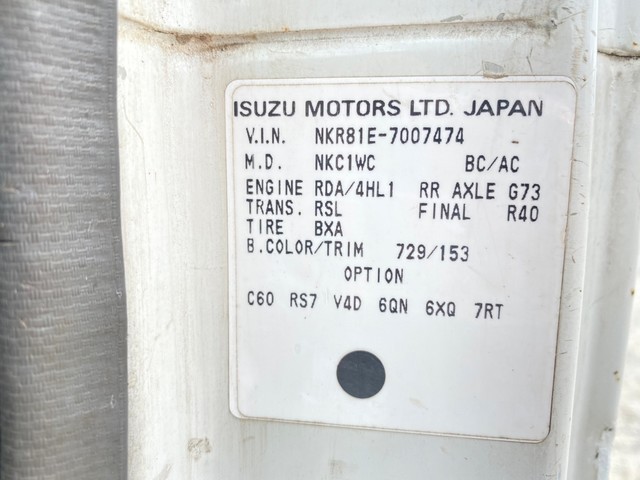 ISUZU MOTORS LTD. JAPAN
V.I.N. NKR81E-7007474 -
M.D. NKC1WC BC/AC
ENGINE RDA/4HL1 RR AXLE G73
TRANS. RSL FINAL R40
TIRE BXA
B.COLOR/TRIM 729/153
OPTION
C60 RS7 V4D 6QN 6XQ 7RT